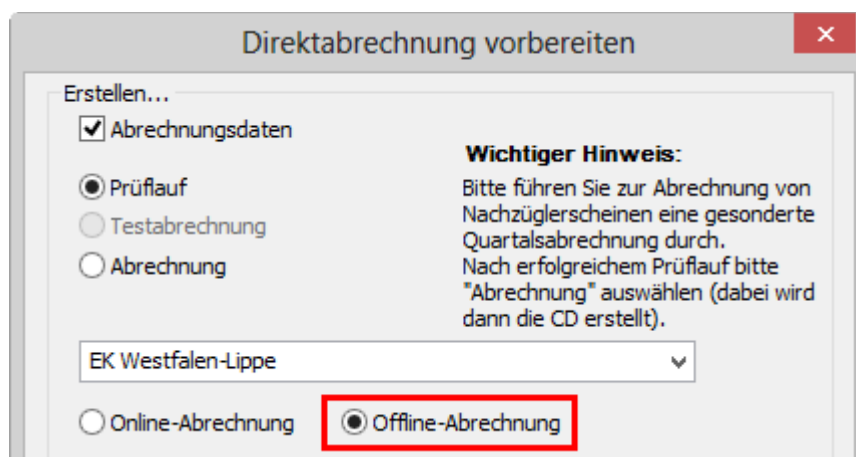 Direktabrechnung vorbereiten
Erstellen...
Abrechnungsdaten
Prüflauf
Testabrechnung
Abrechnung
Wichtiger Hinweis:
Bitte führen Sie zur Abrechnung von
Nachzüglerscheinen eine gesonderte
Quartalsabrechnung durch.
Nach erfolgreichem Prüflauf bitte
"Abrechnung" auswählen (dabei wird
dann die CD erstellt).
EK Westfalen-Lippe
Online-Abrechnung
Offline-Abrechnung